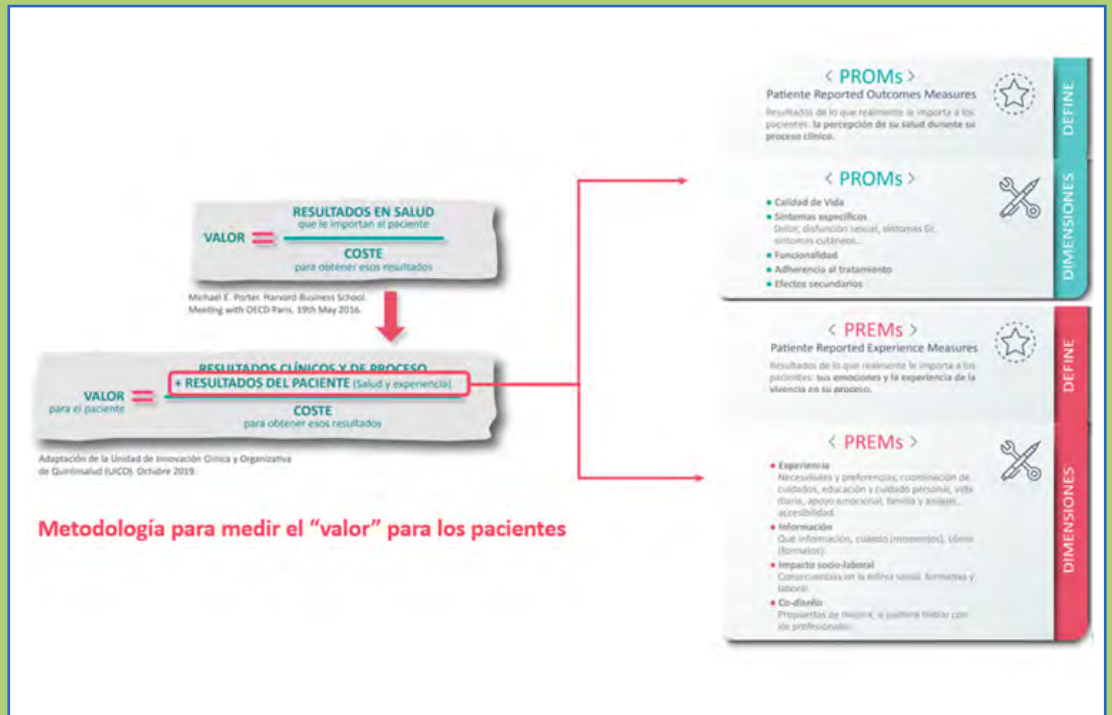 VALOR =
RESULTADOS EN SALUD
que le importan al paciente
COSTE
para obtener esos resultados
Michael E. Porter. Harvard Business School.
Meeting with OECD Paris. 19th May 2016.
VALOR
para el paciente
=
RESULTADOS CLÍNICOS Y DE PROCESO
+ RESULTADOS DEL PACIENTE (Salud y experiencia)
COSTE
para obtener esos resultados
Adaptación de la Unidad de Innovación Clínica y Organizativa
de Quirónsalud (UICO). Octubre 2019.
Metodología para medir el “valor” para los pacientes
< PROMs >
Patiente Reported Outcomes Measures
Resultados de lo que realmente le importa a los
pacientes: la percepción de su salud durante su
proceso clínico.
DEFINE
< PROMs >
• Calidad de Vida
• Síntomas específicos
Dolor, disfunción sexual, síntomas GI,
síntomas cutáneos...
• Funcionalidad
• Adherencia al tratamiento
• Efectos secundarios
DIMENSIONES
< PREMs >
Patiente Reported Experience Measures
Resultados de lo que realmente le importa a los
pacientes: sus emociones y la experiencia de la
vivencia en su proceso.
DEFINE
< PREMs >
• Experiencia
Necesidades y preferencias, coordinación de
cuidados, educación y cuidado personal, vida
diaria, apoyo emocional, familia y amigos,
accesibilidad.
• Información
Qué información, cuándo (momentos), cómo
(formatos).
• Impacto socio-laboral
Consecuencias en la esfera social, formativa y
laboral.
• Co-diseño
Propuestas de mejora, si pudiera hablar con
los profesionales.
DIMENSIONES